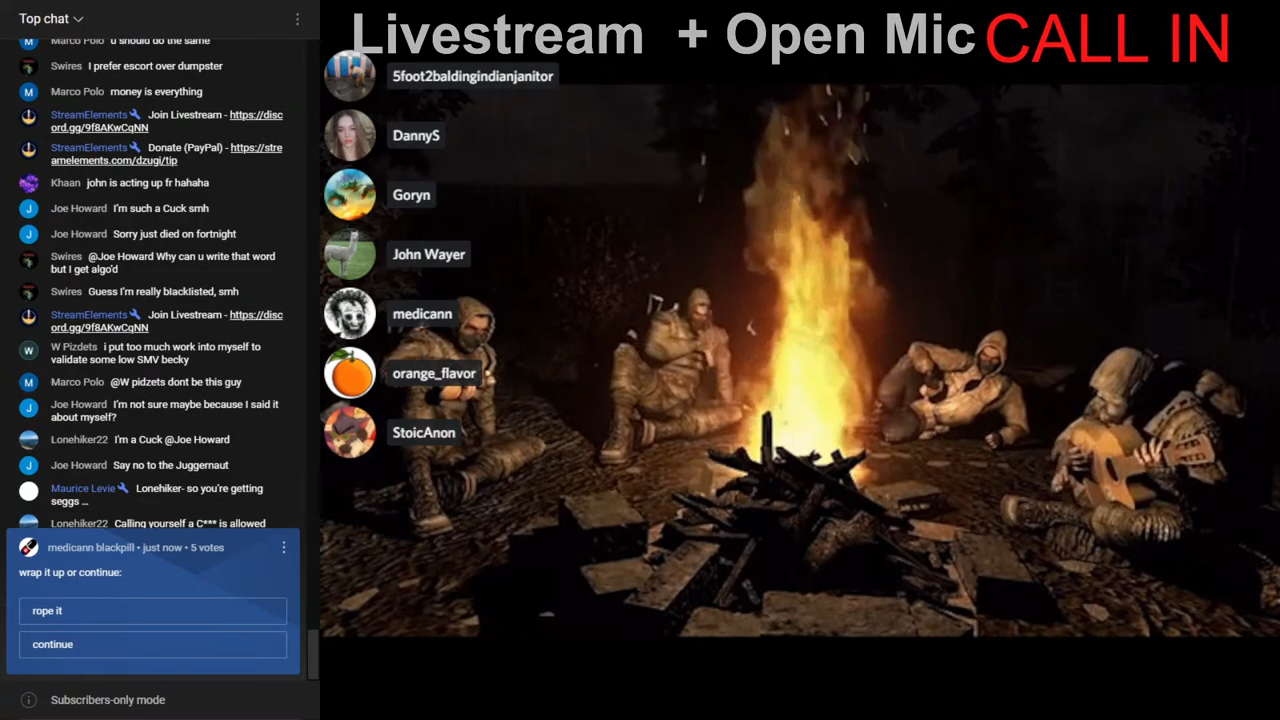 Top chat
Marco Polo u should do the same
Swires I prefer escort over dumpster
M Marco Polo money is everything
StreamElements Join Livestream - https://disc
ord.gg/9f8AKwCqNN
StreamElements Donate (PayPal) - https://stre
amelements.com/dzugi/tip
Khaan john is acting up fr hahaha
J Joe Howard I'm such a Cuck smh
J Joe Howard Sorry just died on fortnight
Swires @Joe Howard Why can u write that word
but I get algo'd
Swires Guess I'm really blacklisted, smh
StreamElements Join Livestream - https://disc
ord.gg/9f8AKwCqNN
W W Pizdets i put too much work into myself to
validate some low SMV becky
M Marco Polo @W pidzets dont be this guy
J Joe Howard I'm not sure maybe because I said it
about myself?
Lonehiker22 I'm a Cuck @Joe Howard
J Joe Howard Say no to the Juggernaut
Maurice Levie Lonehiker- so you're getting
seggs ...
Lonehiker22 Calling yourself a C*** is allowed
medicann blackpill • just now • 5 votes
wrap it up or continue:
rope it
continue
Subscribers-only mode
Livestream + Open Mic CALL IN
5foot2baldingindianjanitor
DannyS
Goryn
John Wayer
medicann
orange_flavor
StoicAnon